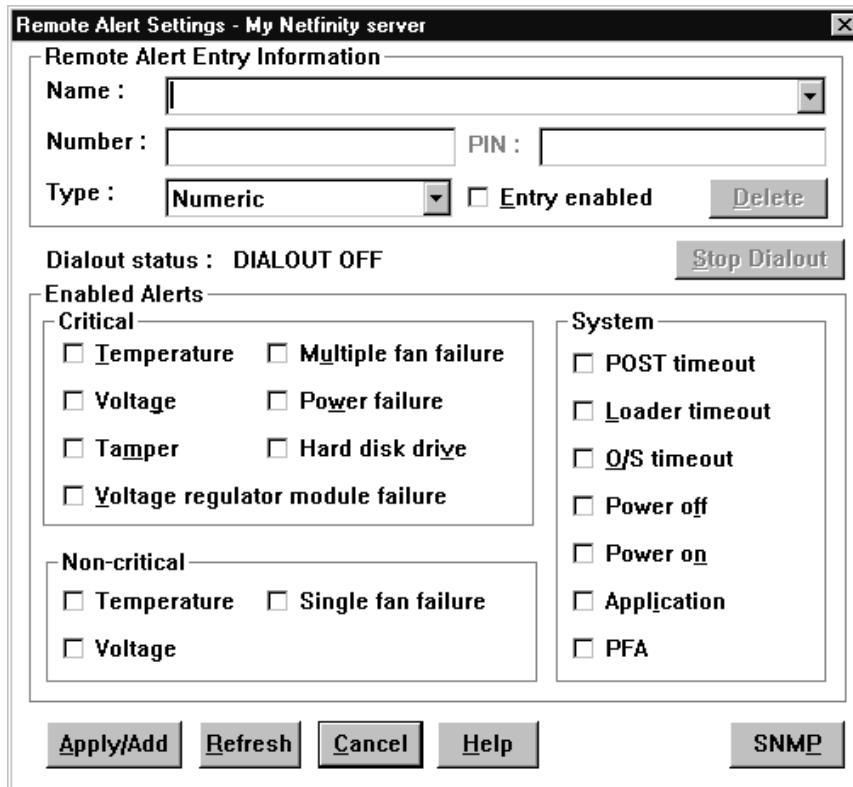 Remote Alert Settings - My Netfinity server
Remote Alert Entry Information
Name :
Number :
PIN :
Type :
Numeric
Entry enabled
Delete
Dialout status : DIALOUT OFF
Stop Dialout
Enabled Alerts
Critical
Temperature
Multiple fan failure
Voltage
Power failure
Tamper
Hard disk drive
Voltage regulator module failure
Non-critical
Temperature
Single fan failure
Voltage
System
POST timeout
Loader timeout
O/S timeout
Power off
Power on
Application
PFA
Apply/Add
Refresh
Cancel
Help
SNMP